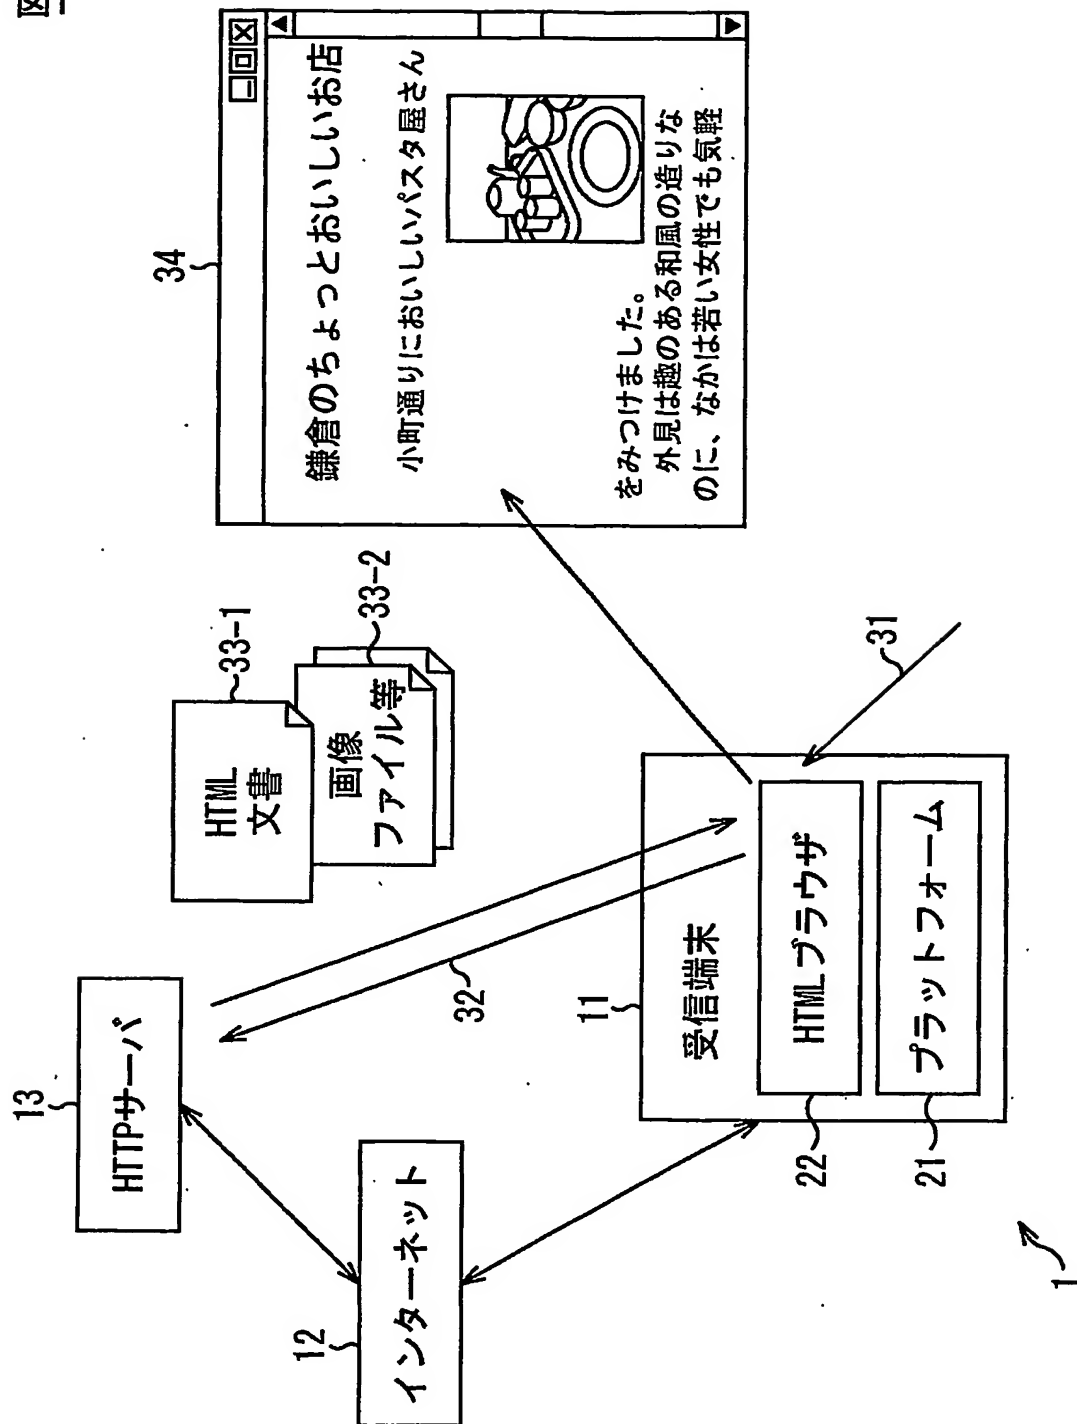 図
13
HTTPサーバ
12
インターネット
32
HTML
文書
33-1
画像
ファイル等
33-2
11
受信端末
HTMLブラウザ
22
プラットフォーム
21
31
1
34
鎌倉のちょっとおいしいお店
小町通りにおいしいパスタ屋さん
をみつけました。
外見は趣のある和風の造りな
のに、なかは若い女性でも気軽